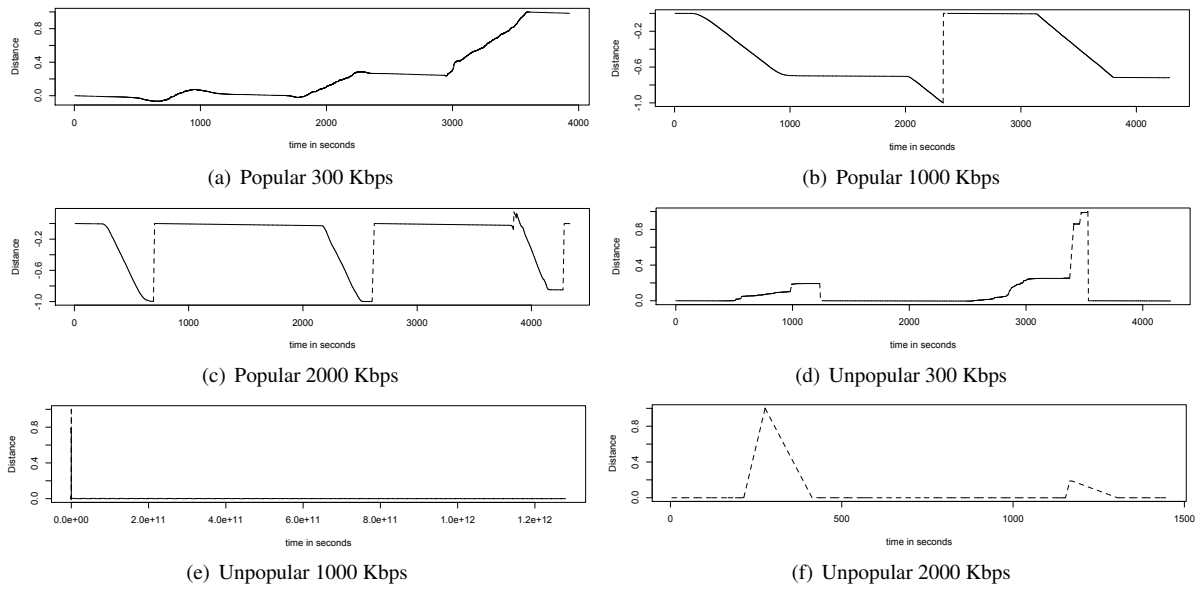 Distance
0.0 0.4 0.8
0 1000 2000 3000 4000
time in seconds
(a) Popular 300 Kbps
Distance
-1.0 -0.6 -0.2
0 1000 2000 3000 4000
time in seconds
(b) Popular 1000 Kbps
Distance
-1.0 -0.6 -0.2
0 1000 2000 3000 4000
time in seconds
(c) Popular 2000 Kbps
Distance
0.0 0.4 0.8
0 1000 2000 3000 4000
time in seconds
(d) Unpopular 300 Kbps
Distance
0.0 0.4 0.8
0.0e+00 2.0e+11 4.0e+11 6.0e+11 8.0e+11 1.0e+12 1.2e+12
time in seconds
(e) Unpopular 1000 Kbps
Distance
0.0 0.4 0.8
0 500 1000 1500
time in seconds
(f) Unpopular 2000 Kbps